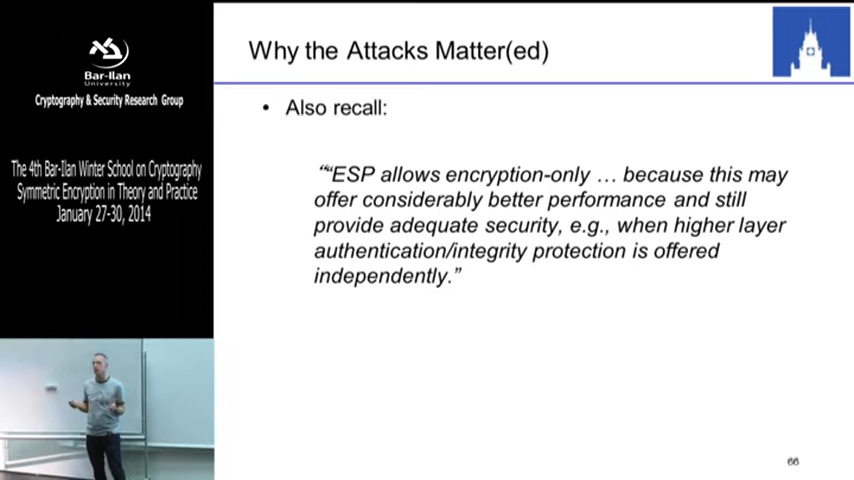 Bar-Ilan
University
Cryptography & Security Research Group
The 4th Bar-Ilan Winter School on Cryptography
Symmetric Encryption in Theory and Practice
January 27-30, 2014
Why the Attacks Matter(ed)
• Also recall:
““ESP allows encryption-only … because this may
offer considerably better performance and still
provide adequate security, e.g., when higher layer
authentication/integrity protection is offered
independently.”
66